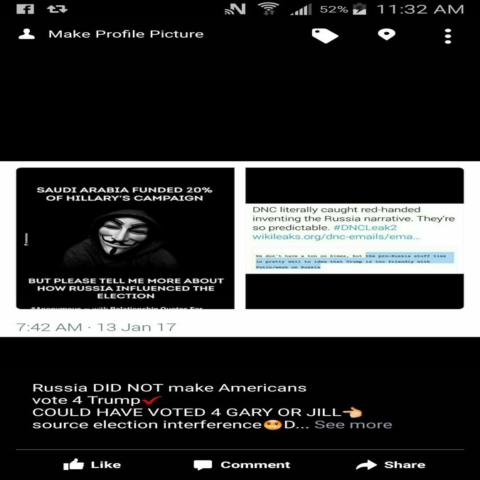 52% 11:32 AM
Make Profile Picture
SAUDI ARABIA FUNDED 20%
OF HILLARY'S CAMPAIGN
BUT PLEASE TELL ME MORE ABOUT
HOW RUSSIA INFLUENCED THE
ELECTION
#Anonymous — with Relationship Quotes For
DNC literally caught red-handed
inventing the Russia narrative. They're
so predictable. #DNCLeak2
wikileaks.org/dnc-emails/ema...
We don't have a ton on Aimee, but the pro-Russia stuff ties
in pretty well to idea that Trump is too friendly with
Putin/weak on Russia
7:42 AM · 13 Jan 17
Russia DID NOT make Americans
vote 4 Trump✔
COULD HAVE VOTED 4 GARY OR JILL👈
source election interference😬D... See more
Like Comment Share